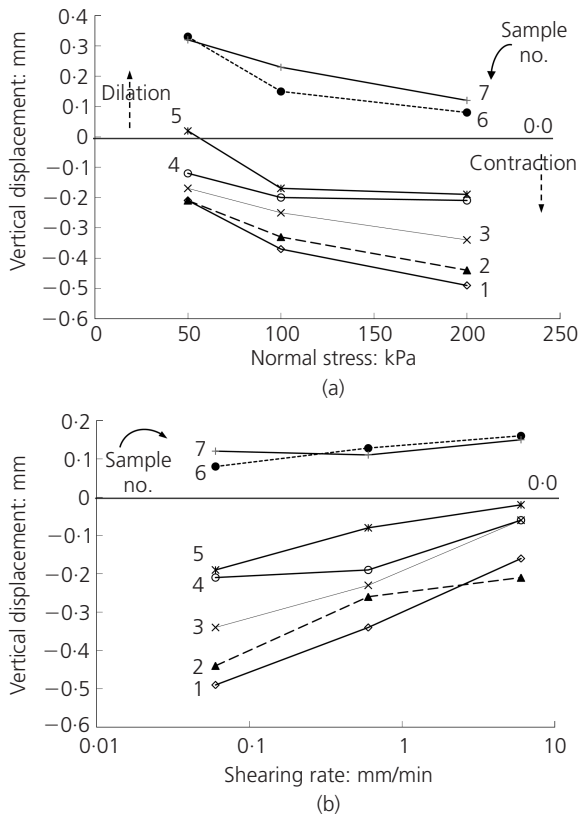 0·4
0·3
0·2
0·1
0
−0·1
−0·2
−0·3
−0·4
−0·5
−0·6
Vertical displacement: mm
Dilation
Sample
no.
7
6
0·0
5
4
Contraction
3
2
1
0 50 100 150 200 250
Normal stress: kPa
(a)
0·2
0·1
0
−0·1
−0·2
−0·3
−0·4
−0·5
−0·6
Vertical displacement: mm
Sample
no.
7
6
0·0
5
4
3
2
1
0·01 0·1 1 10
Shearing rate: mm/min
(b)